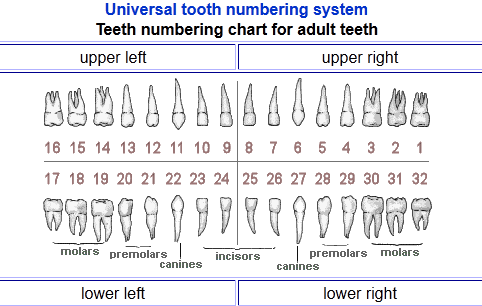 Universal tooth numbering system
Teeth numbering chart for adult teeth
upper left upper right
16 15 14 13 12 11 10 9 8 7 6 5 4 3 2 1
17 18 19 20 21 22 23 24 25 26 27 28 29 30 31 32
molars premolars canines incisors canines premolars molars
lower left lower right